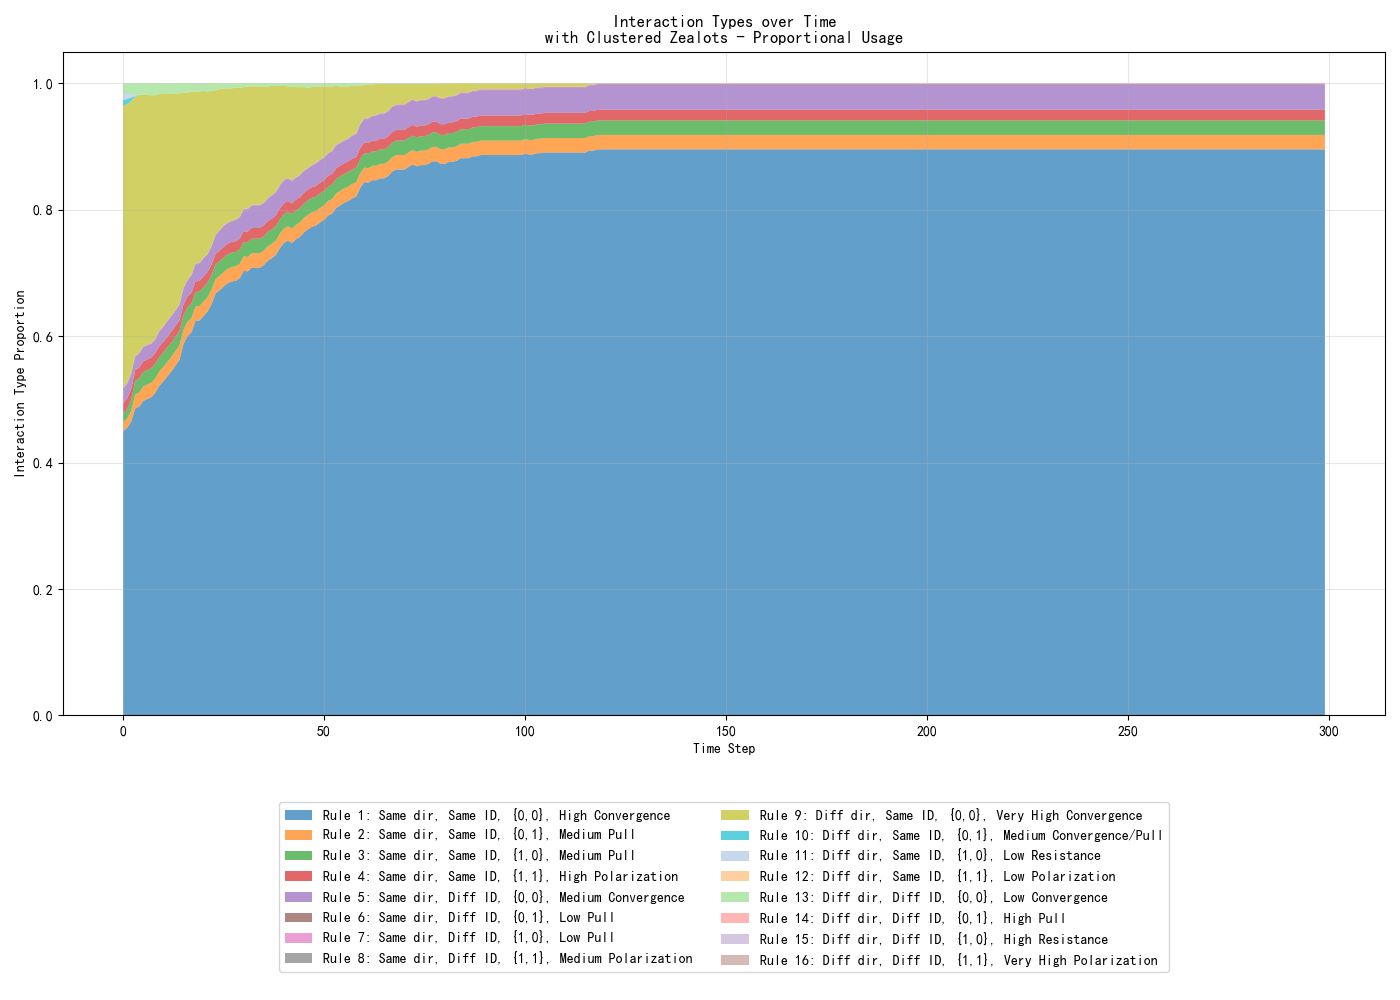 Interaction Types over Time
with Clustered Zealots - Proportional Usage
Interaction Type Proportion
1.0
0.8
0.6
0.4
0.2
0.0
0
50
100
150
200
250
300
Time Step
Rule 1: Same dir, Same ID, {0,0}, High Convergence
Rule 2: Same dir, Same ID, {0,1}, Medium Pull
Rule 3: Same dir, Same ID, {1,0}, Medium Pull
Rule 4: Same dir, Same ID, {1,1}, High Polarization
Rule 5: Same dir, Diff ID, {0,0}, Medium Convergence
Rule 6: Same dir, Diff ID, {0,1}, Low Pull
Rule 7: Same dir, Diff ID, {1,0}, Low Pull
Rule 8: Same dir, Diff ID, {1,1}, Medium Polarization
Rule 9: Diff dir, Same ID, {0,0}, Very High Convergence
Rule 10: Diff dir, Same ID, {0,1}, Medium Convergence/Pull
Rule 11: Diff dir, Same ID, {1,0}, Low Resistance
Rule 12: Diff dir, Same ID, {1,1}, Low Polarization
Rule 13: Diff dir, Diff ID, {0,0}, Low Convergence
Rule 14: Diff dir, Diff ID, {0,1}, High Pull
Rule 15: Diff dir, Diff ID, {1,0}, High Resistance
Rule 16: Diff dir, Diff ID, {1,1}, Very High Polarization